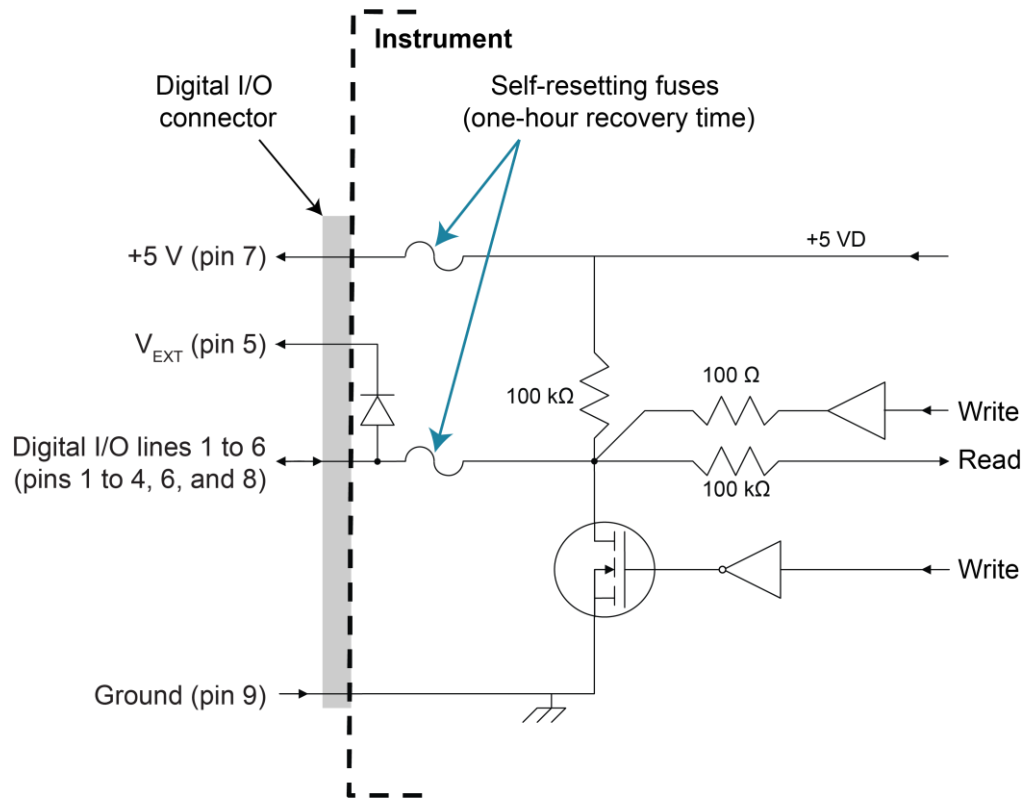 Instrument
Digital I/O
connector
Self-resetting fuses
(one-hour recovery time)
+5 V (pin 7)
+5 VD
VEXT (pin 5)
100 kΩ
100 Ω
Write
Digital I/O lines 1 to 6
(pins 1 to 4, 6, and 8)
Read
100 kΩ
Write
Ground (pin 9)